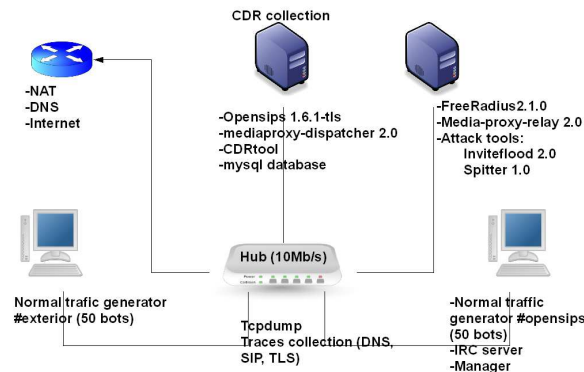 CDR collection
-NAT
-DNS
-Internet
-Opensips 1.6.1-tls
-mediaproxy-dispatcher 2.0
-CDRtool
-mysql database
-FreeRadius2.1.0
-Media-proxy-relay 2.0
-Attack tools:
Inviteflood 2.0
Spitter 1.0
Hub (10Mb/s)
Normal trafic generator
#exterior (50 bots)
Tcpdump
Traces collection (DNS,
SIP, TLS)
-Normal traffic
generator #opensips
(50 bots)
-IRC server
-Manager